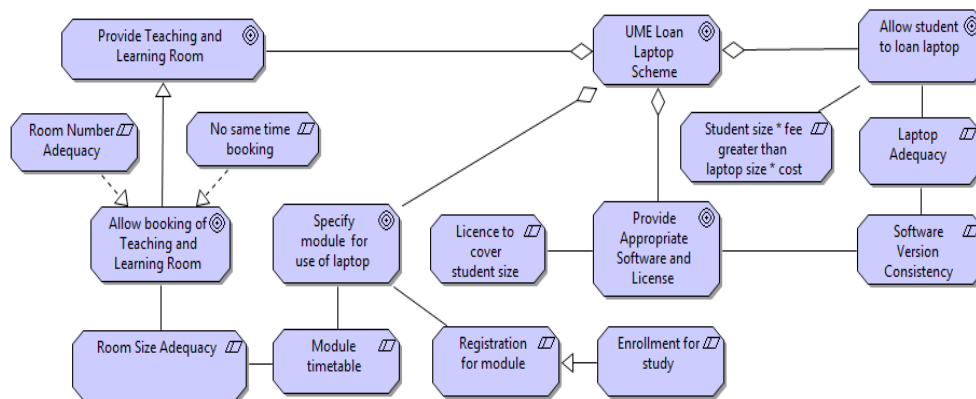 Provide Teaching and
Learning Room
UME Loan
Laptop
Scheme
Allow student
to loan laptop
Room Number
Adequacy
No same time
booking
Student size * fee
greater than
laptop size * cost
Laptop
Adequacy
Allow booking of
Teaching and
Learning Room
Specify
module for
use of laptop
Licence to
cover
student size
Provide
Appropriate
Software and
License
Software
Version
Consistency
Room Size Adequacy
Module
timetable
Registration
for module
Enrollment for
study